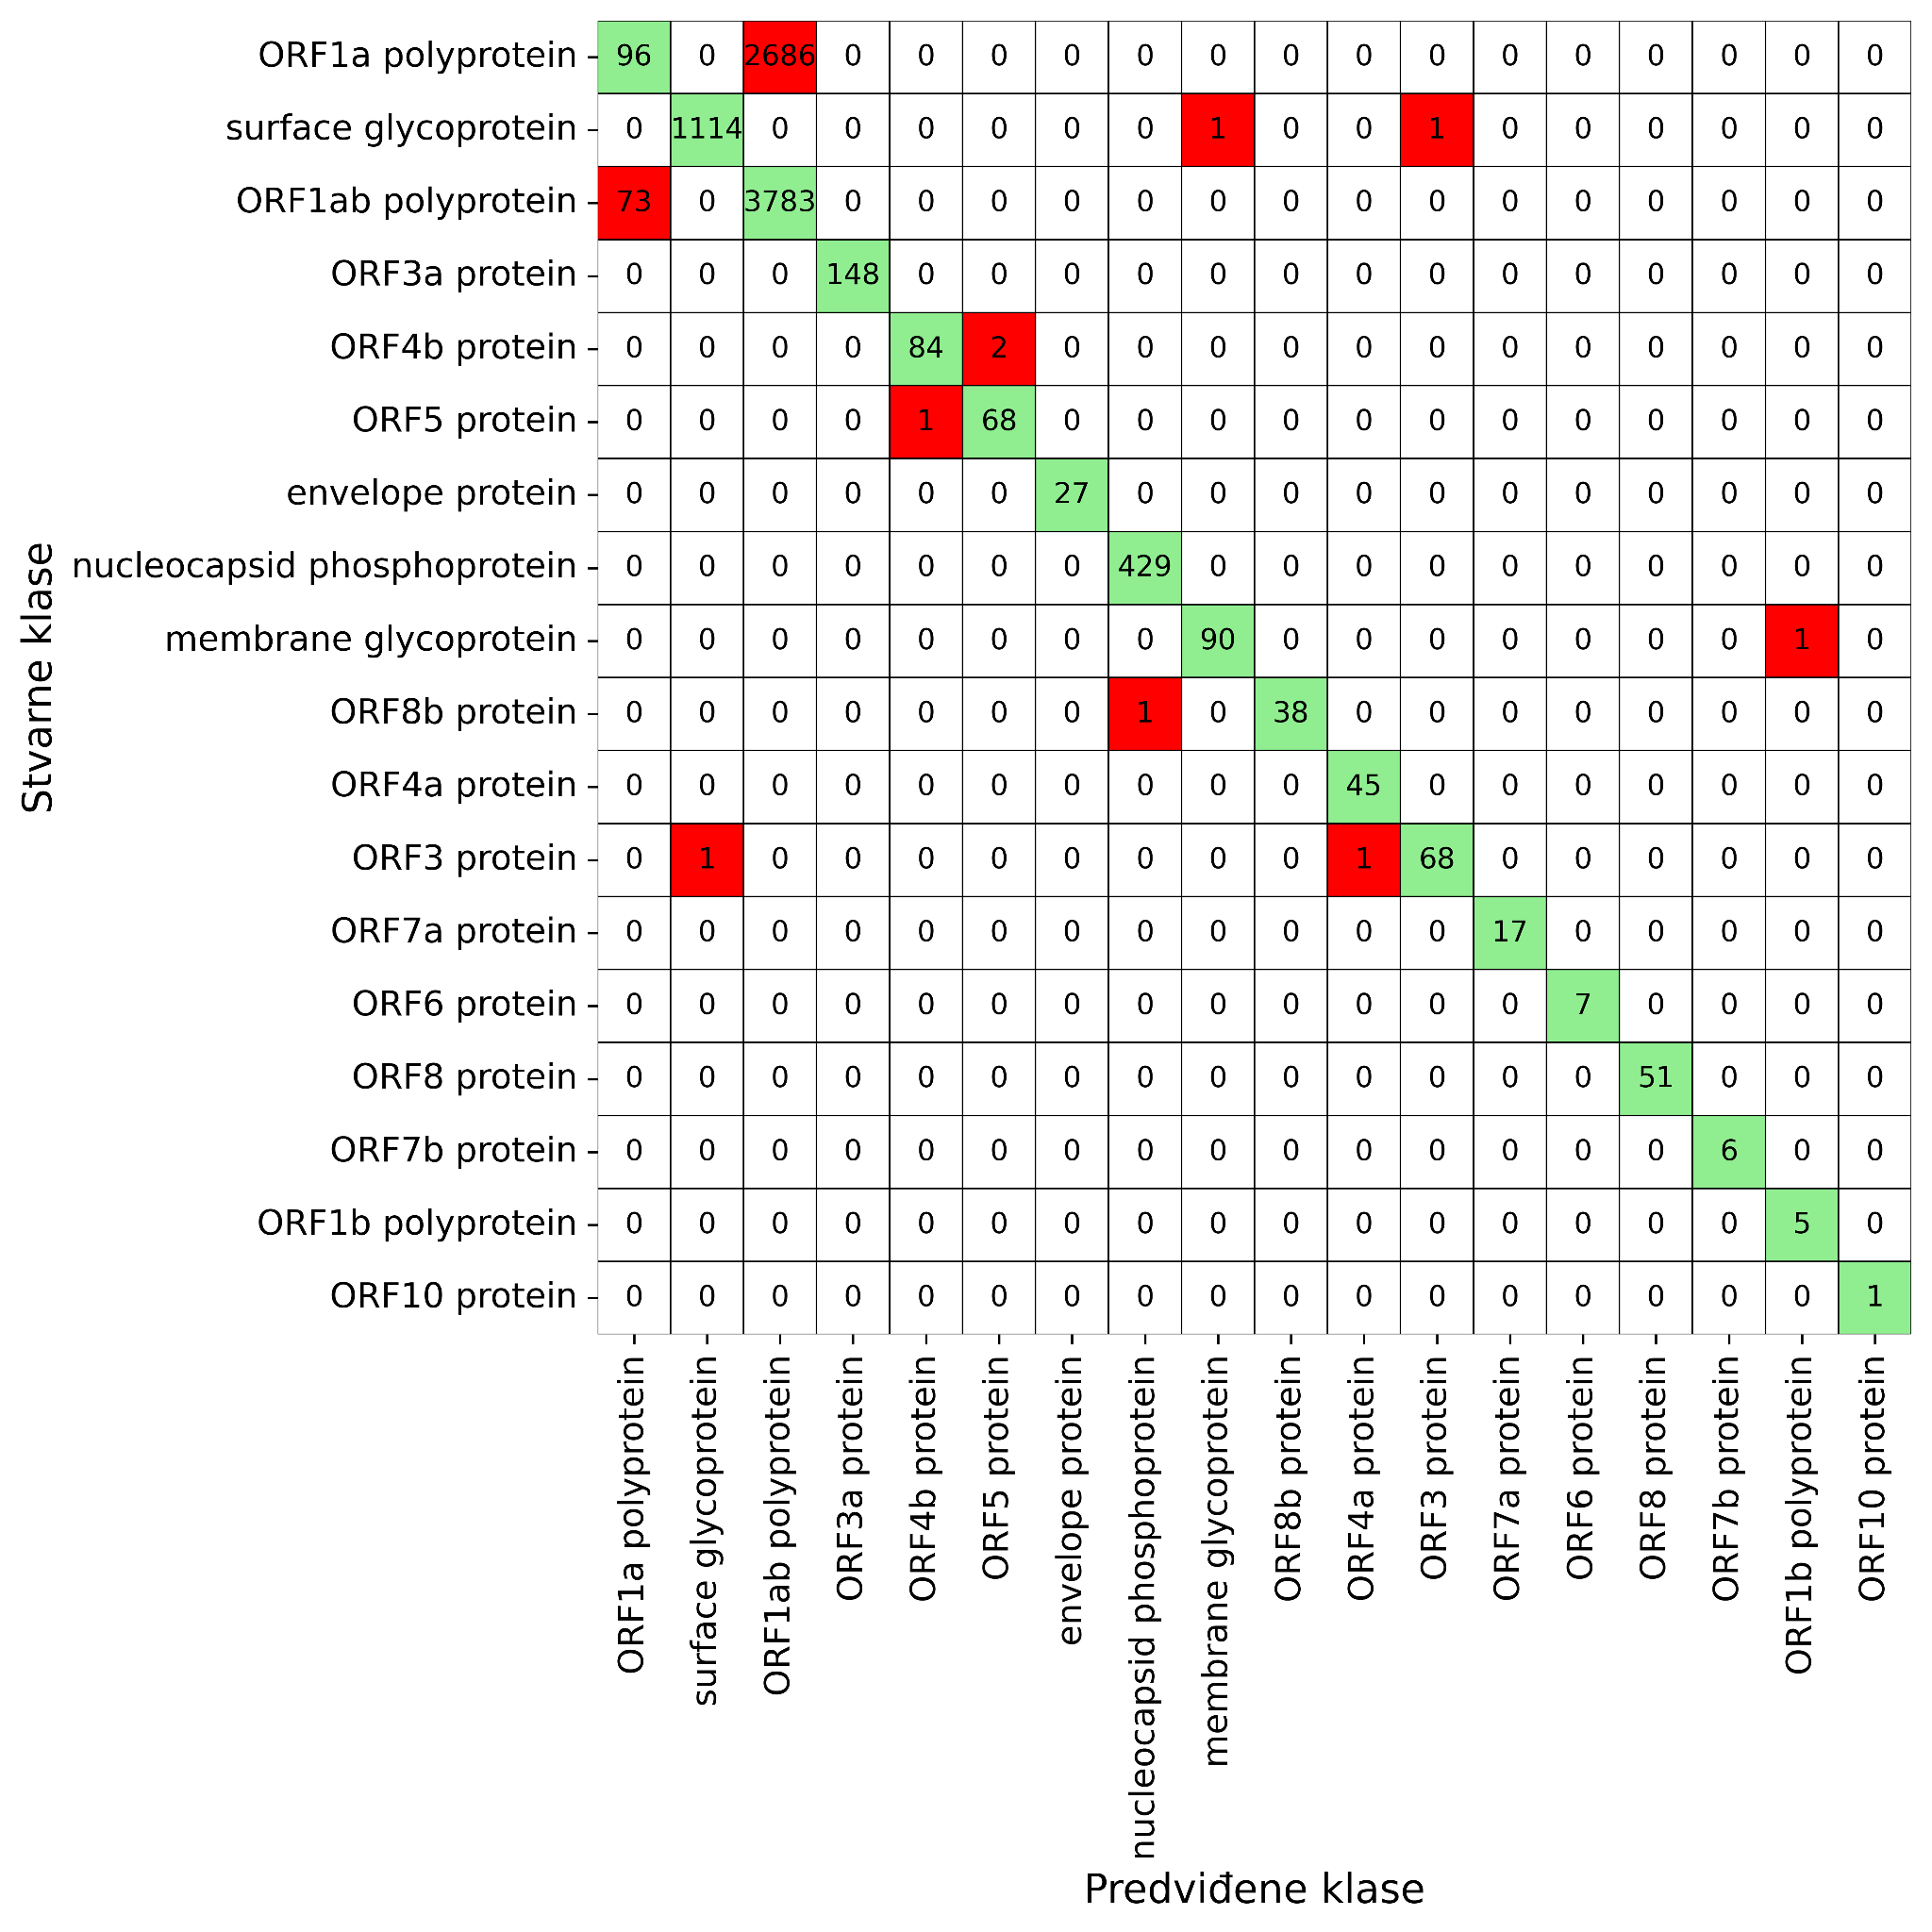 ORF1a polyprotein 96 0 2686 0 0 0 0 0 0 0 0 0 0 0 0 0 0 0
surface glycoprotein 0 1114 0 0 0 0 0 0 1 0 0 1 0 0 0 0 0 0
ORF1ab polyprotein 73 0 3783 0 0 0 0 0 0 0 0 0 0 0 0 0 0 0
ORF3a protein 0 0 0 148 0 0 0 0 0 0 0 0 0 0 0 0 0 0
ORF4b protein 0 0 0 0 84 2 0 0 0 0 0 0 0 0 0 0 0 0
ORF5 protein 0 0 0 0 1 68 0 0 0 0 0 0 0 0 0 0 0 0
envelope protein 0 0 0 0 0 0 27 0 0 0 0 0 0 0 0 0 0 0
nucleocapsid phosphoprotein 0 0 0 0 0 0 0 429 0 0 0 0 0 0 0 0 0 0
membrane glycoprotein 0 0 0 0 0 0 0 0 90 0 0 0 0 0 0 0 1 0
ORF8b protein 0 0 0 0 0 0 0 1 0 38 0 0 0 0 0 0 0 0
ORF4a protein 0 0 0 0 0 0 0 0 0 0 45 0 0 0 0 0 0 0
ORF3 protein 0 1 0 0 0 0 0 0 0 0 1 68 0 0 0 0 0 0
ORF7a protein 0 0 0 0 0 0 0 0 0 0 0 0 17 0 0 0 0 0
ORF6 protein 0 0 0 0 0 0 0 0 0 0 0 0 0 7 0 0 0 0
ORF8 protein 0 0 0 0 0 0 0 0 0 0 0 0 0 0 51 0 0 0
ORF7b protein 0 0 0 0 0 0 0 0 0 0 0 0 0 0 0 6 0 0
ORF1b polyprotein 0 0 0 0 0 0 0 0 0 0 0 0 0 0 0 0 5 0
ORF10 protein 0 0 0 0 0 0 0 0 0 0 0 0 0 0 0 0 0 1
Stvarne klase
ORF1a polyprotein
surface glycoprotein
ORF1ab polyprotein
ORF3a protein
ORF4b protein
ORF5 protein
envelope protein
nucleocapsid phosphoprotein
membrane glycoprotein
ORF8b protein
ORF4a protein
ORF3 protein
ORF7a protein
ORF6 protein
ORF8 protein
ORF7b protein
ORF1b polyprotein
ORF10 protein
Predviđene klase